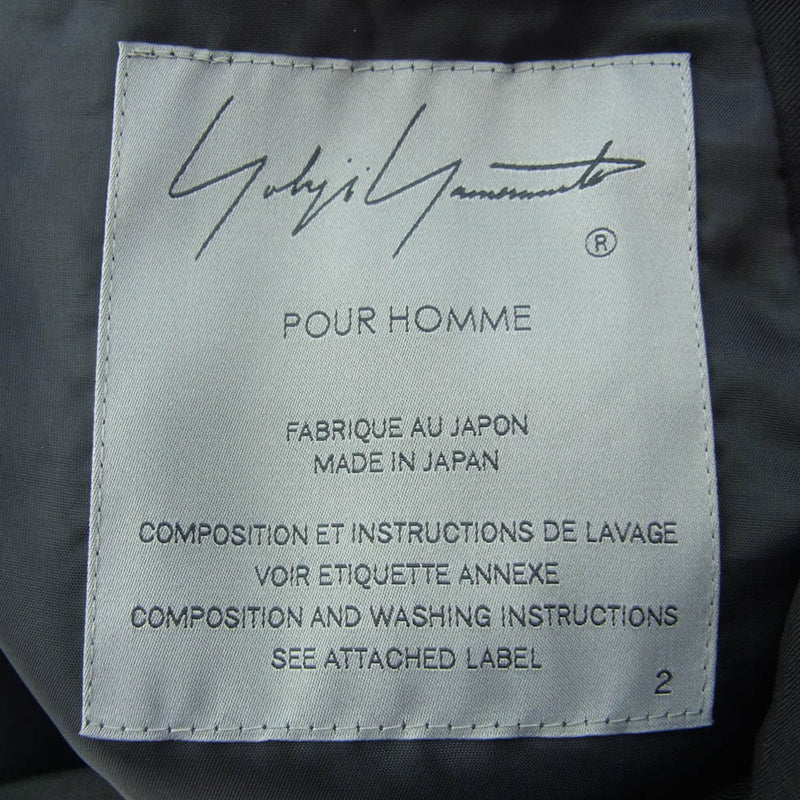 Yohji Yamamoto
®
POUR HOMME
FABRIQUE AU JAPON
MADE IN JAPAN
COMPOSITION ET INSTRUCTIONS DE LAVAGE
VOIR ETIQUETTE ANNEXE
COMPOSITION AND WASHING INSTRUCTIONS
SEE ATTACHED LABEL
2